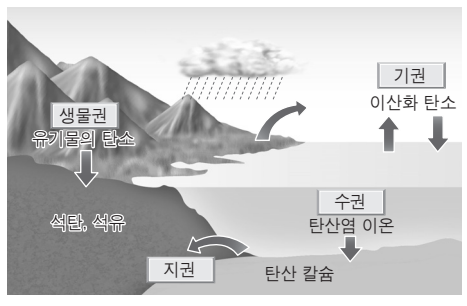 기권
이산화 탄소
생물권
유기물의 탄소
수권
탄산염 이온
석탄, 석유
지권
탄산 칼슘